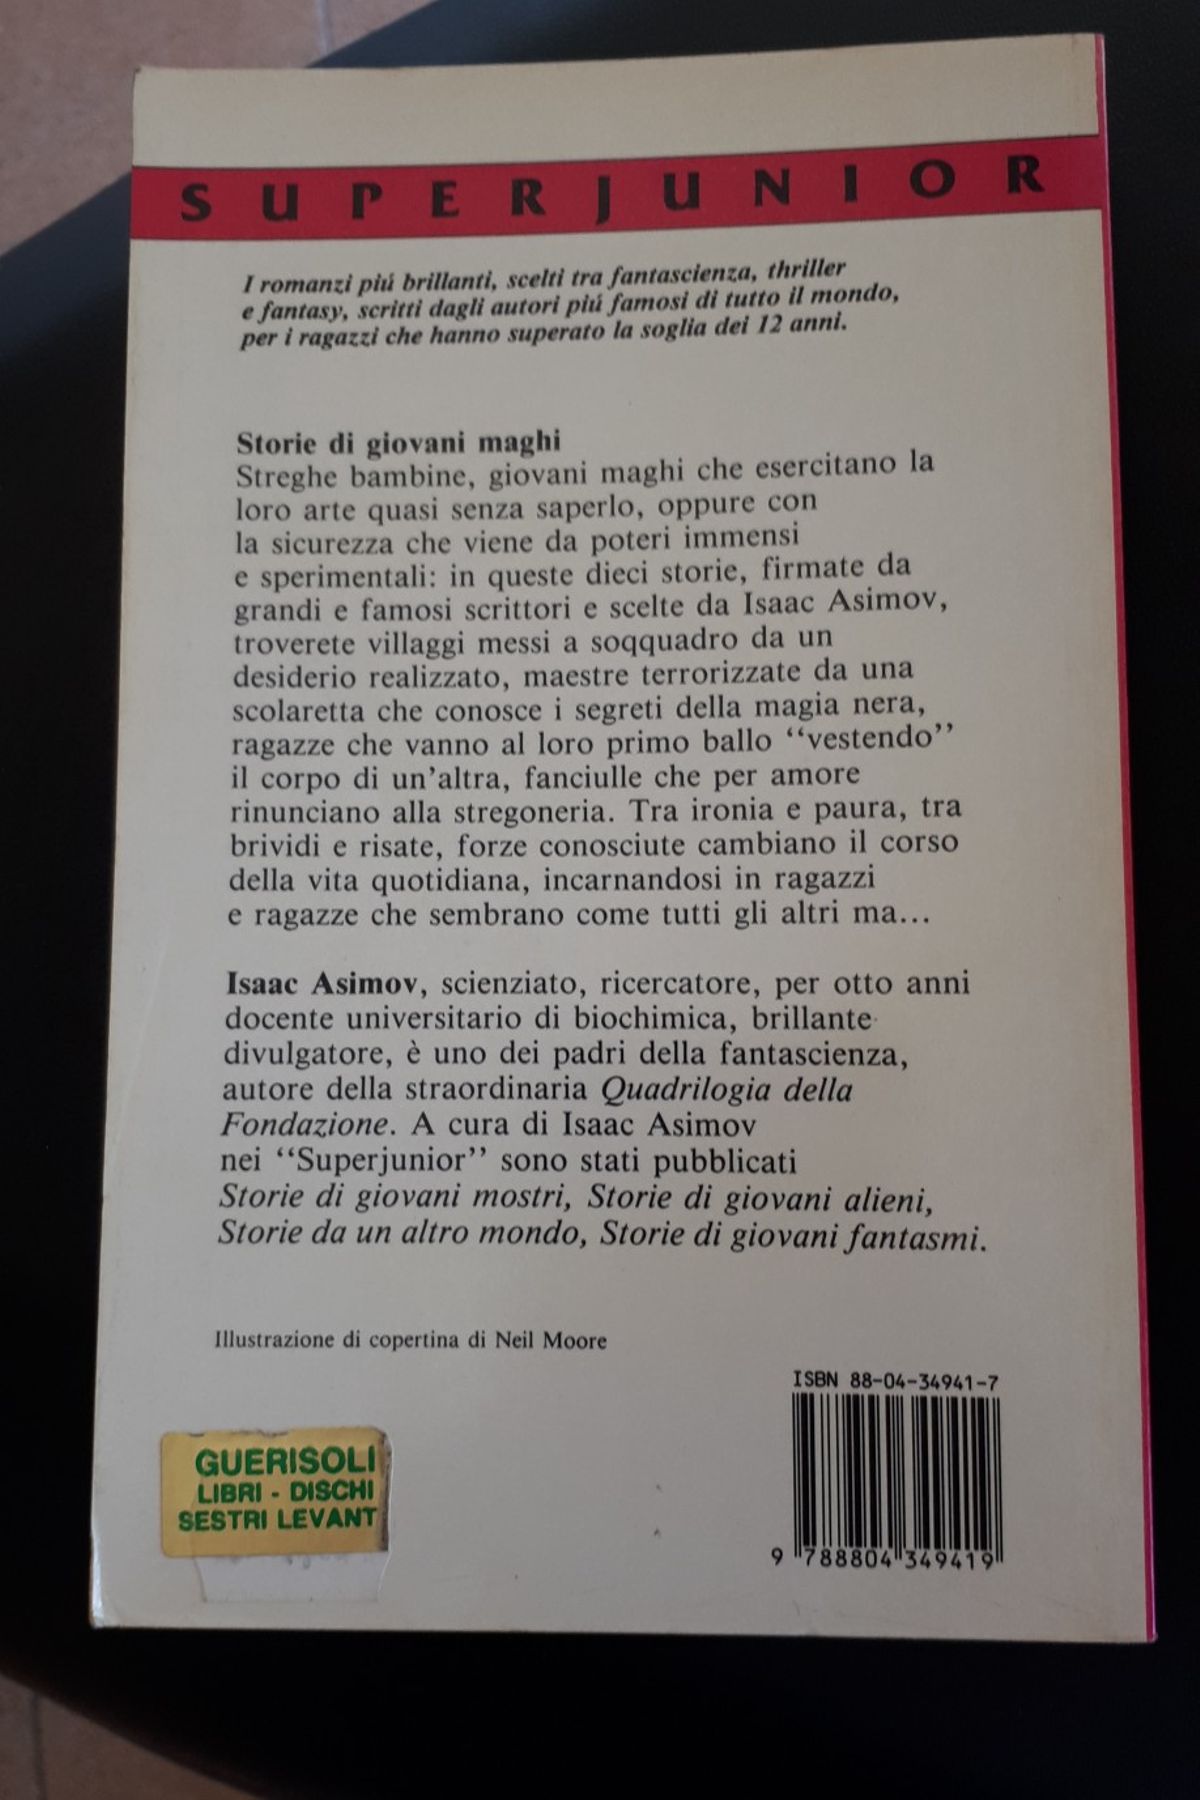 SUPERJUNIOR
I romanzi piú brillanti, scelti tra fantascienza, thriller
e fantasy, scritti dagli autori piú famosi di tutto il mondo,
per i ragazzi che hanno superato la soglia dei 12 anni.
Storie di giovani maghi
Streghe bambine, giovani maghi che esercitano la
loro arte quasi senza saperlo, oppure con
la sicurezza che viene da poteri immensi
e sperimentali: in queste dieci storie, firmate da
grandi e famosi scrittori e scelte da Isaac Asimov,
troverete villaggi messi a soqquadro da un
desiderio realizzato, maestre terrorizzate da una
scolaretta che conosce i segreti della magia nera,
ragazze che vanno al loro primo ballo “vestendo”
il corpo di un'altra, fanciulle che per amore
rinunciano alla stregoneria. Tra ironia e paura, tra
brividi e risate, forze conosciute cambiano il corso
della vita quotidiana, incarnandosi in ragazzi
e ragazze che sembrano come tutti gli altri ma...
Isaac Asimov, scienziato, ricercatore, per otto anni
docente universitario di biochimica, brillante
divulgatore, è uno dei padri della fantascienza,
autore della straordinaria Quadrilogia della
Fondazione. A cura di Isaac Asimov
nei “Superjunior” sono stati pubblicati
Storie di giovani mostri, Storie di giovani alieni,
Storie da un altro mondo, Storie di giovani fantasmi.
Illustrazione di copertina di Neil Moore
ISBN 88-04-34941-7
9 788804 349419
GUERISOLI
LIBRI - DISCHI
SESTRI LEVANT